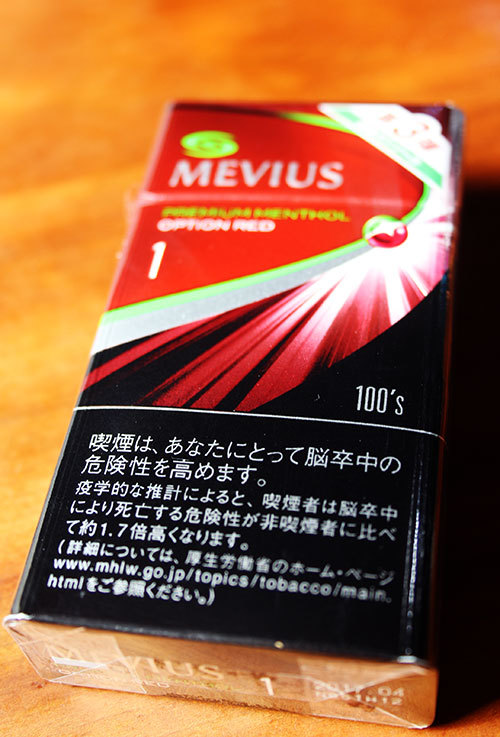 MEVIUS
PREMIUM MENTHOL
OPTION RED
1
100's
喫煙は、あなたにとって脳卒中の
危険性を高めます。
疫学的な推計によると、喫煙者は脳卒中
により死亡する危険性が非喫煙者に比べ
て約1.7倍高くなります。
(詳細については、厚生労働省のホーム・ページ
www.mhlw.go.jp/topics/tobacco/main.
htmlをご参照ください。)
MEVIUS
1